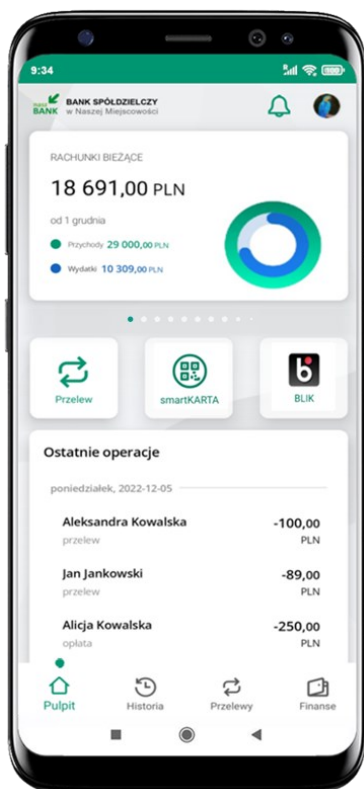 9:34
NASZ BANK
BANK SPÓŁDZIELCZY
w Naszej Miejscowości
RACHUNKI BIEŻĄCE
18 691,00 PLN
od 1 grudnia
Przychody 29 000,00 PLN
Wydatki 10 309,00 PLN
Przelew
smartKARTA
BLIK
Ostatnie operacje
poniedziałek, 2022-12-05
Aleksandra Kowalska -100,00
przelew PLN
Jan Jankowski -89,00
przelew PLN
Alicja Kowalska -250,00
opłata PLN
Pulpit Historia Przelewy Finanse